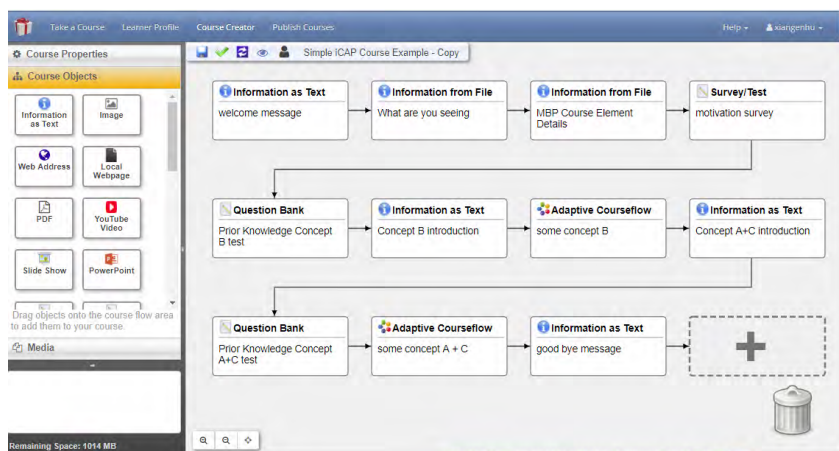 Take a Course Learner Profile Course Creator Publish Courses Help xiangenhu
Course Properties
Simple ICAP Course Example - Copy
Course Objects
Information as Text
Image
Web Address
Local Webpage
PDF
YouTube Video
Slide Show
PowerPoint
Drag objects onto the course flow area
to add them to your course.
Media
Remaining Space: 1014 MB
Information as Text
welcome message
Information from File
What are you seeing
Information from File
MBP Course Element
Details
Survey/Test
motivation survey
Question Bank
Prior Knowledge Concept
B test
Information as Text
Concept B introduction
Adaptive Courseflow
some concept B
Information as Text
Concept A+C introduction
Question Bank
Prior Knowledge Concept
A+C test
Adaptive Courseflow
some concept A + C
Information as Text
good bye message